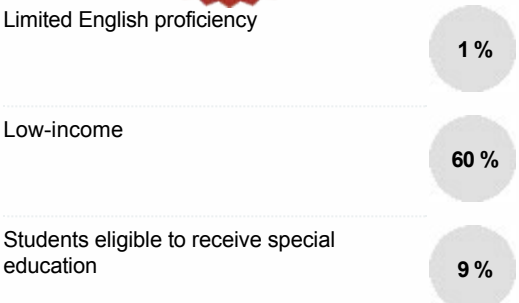 Limited English proficiency
1 %
Low-income
60 %
Students eligible to receive special
education
9 %